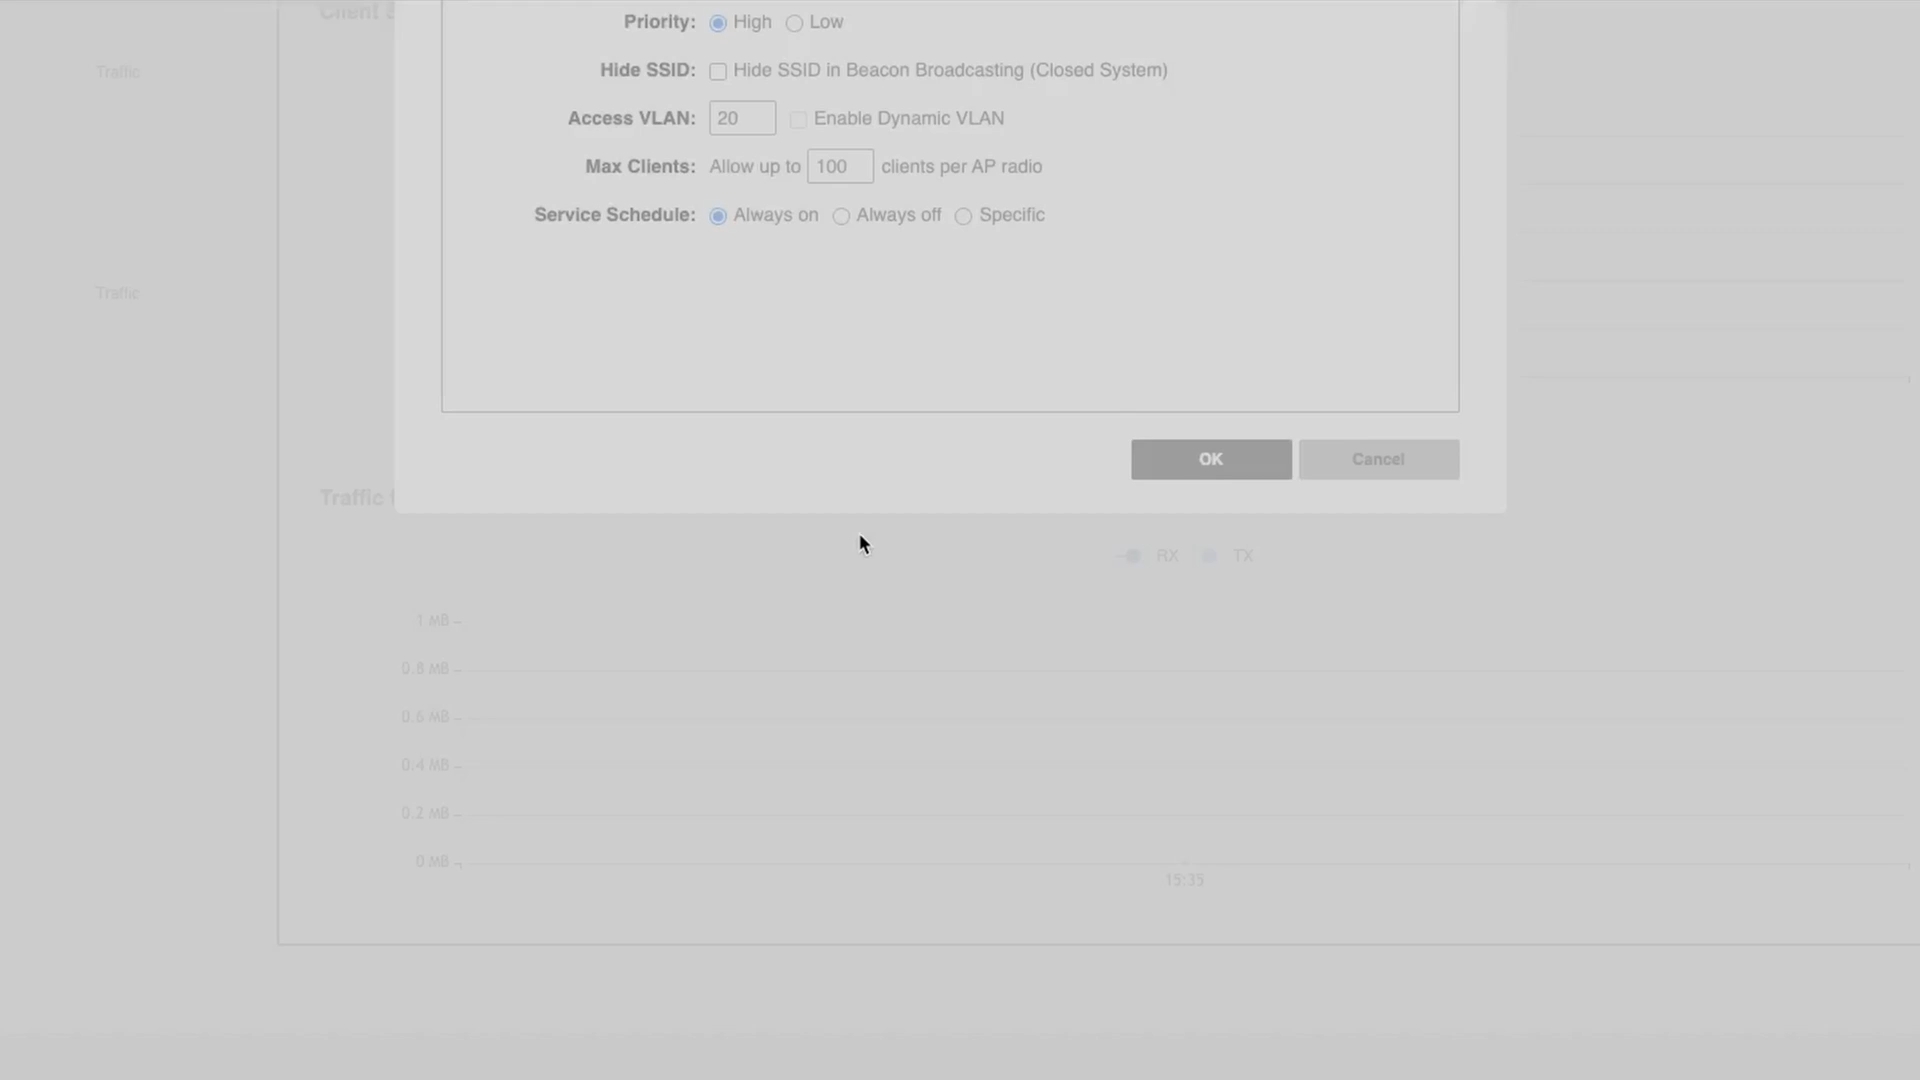 Client
Priority: High Low
Traffic
Hide SSID: Hide SSID in Beacon Broadcasting (Closed System)
Access VLAN: 20 Enable Dynamic VLAN
Max Clients: Allow up to 100 clients per AP radio
Service Schedule: Always on Always off Specific
Traffic
OK Cancel
Traffic
RX TX
1 MB
0.8 MB
0.6 MB
0.4 MB
0.2 MB
0 MB
15:35